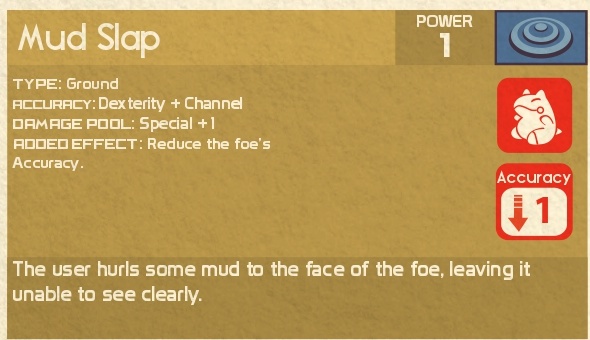 Mud Slap
POWER
1
TYPE: Ground
ACCURACY: Dexterity + Channel
DAMAGE POOL: Special +1
ADDED EFFECT: Reduce the foe's
Accuracy.
Accuracy
1
The user hurls some mud to the face of the foe, leaving it
unable to see clearly.